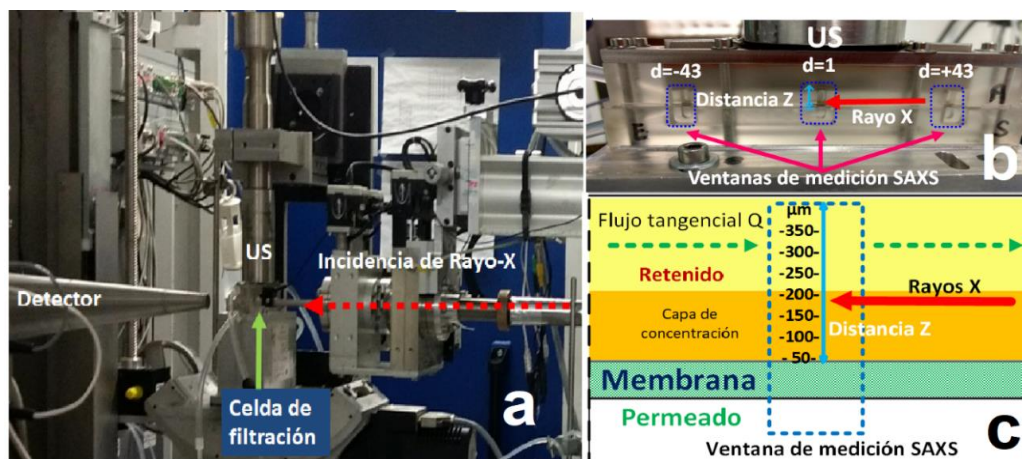 US
Incidencia de Rayo-X
Detector
Celda de
filtración
a
US
d=-43
d=1
d=+43
Distancia Z
Rayo X
E
A
S
Ventanas de medición SAXS
b
µm
Flujo tangencial Q
-350-
-300-
-250-
Retenido
Rayos X
-200-
Capa de
concentración
-150-
Distancia Z
-100-
- 50-
Membrana
Permeado
c
Ventana de medición SAXS